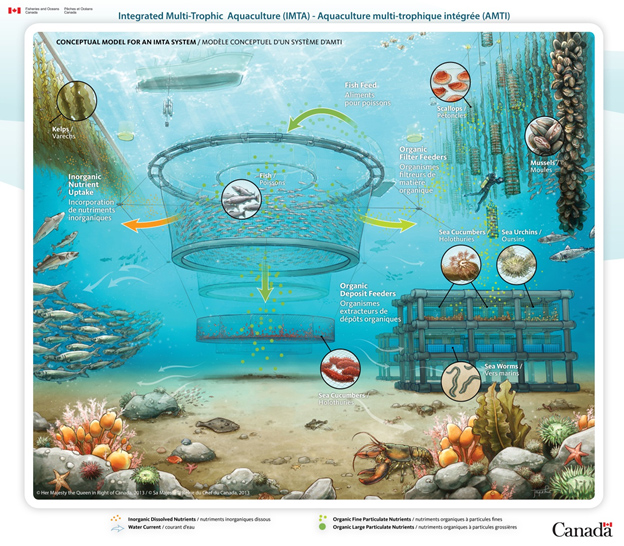 Fisheries and Oceans
Canada
Pêches et Océans
Canada
Integrated Multi-Trophic Aquaculture (IMTA) - Aquaculture multi-trophique intégrée (AMTI)
CONCEPTUAL MODEL FOR AN IMTA SYSTEM / MODÈLE CONCEPTUEL D'UN SYSTÈME D'AMTI
Fish Feed
Aliments
pour poissons
Scallops /
Pétoncles
Kelps /
Varechs
Mussels /
Moules
Organic
Filter Feeders
Organismes
filtreurs de
matière
organique
Inorganic
Nutrient
Uptake
Incorporation
de nutriments
inorganiques
Fish /
Poissons
Sea Cucumbers /
Holothuries
Sea Urchins /
Oursins
Organic
Deposit Feeders
Organismes
extracteurs de
dépôts organiques
Sea Worms /
Vers marins
Sea Cucumbers /
Holothuries
© Her Majesty the Queen in Right of Canada, 2013 / © Sa Majesté la Reine du Chef du Canada, 2013
Inorganic Dissolved Nutrients / nutriments inorganiques dissous
Water Current / courant d'eau
Organic Fine Particulate Nutrients / nutriments organiques à particules fines
Organic Large Particulate Nutrients / nutriments organiques à particules grossières
Canada